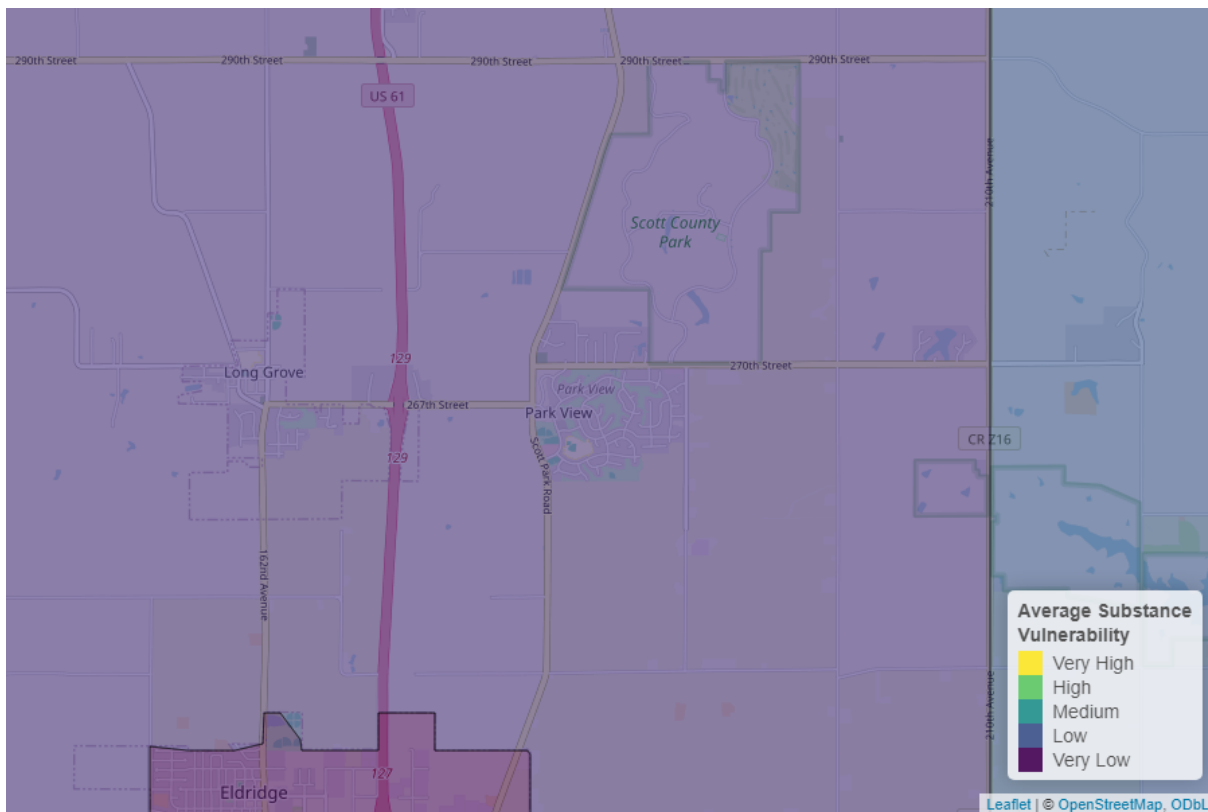 290th Street
290th Street
290th Street
290th Street
290th Street
US 61
210th Avenue
Scott County
Park
129
Long Grove
270th Street
Park View
267th Street
Park View
CR Z16
129
Scott Park Road
162nd Avenue
210th Avenue
127
Eldridge
Average Substance
Vulnerability
Very High
High
Medium
Low
Very Low
Leaflet | © OpenStreetMap, ODbL